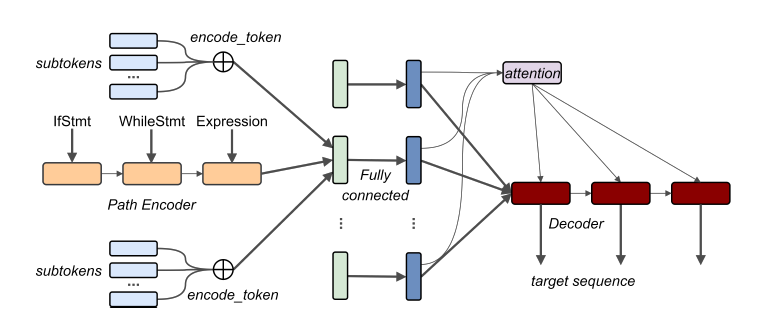 encode_token
subtokens
...
attention
IfStmt
WhileStmt
Expression
Fully
connected
Path Encoder
...
...
Decoder
subtokens
...
encode_token
target sequence